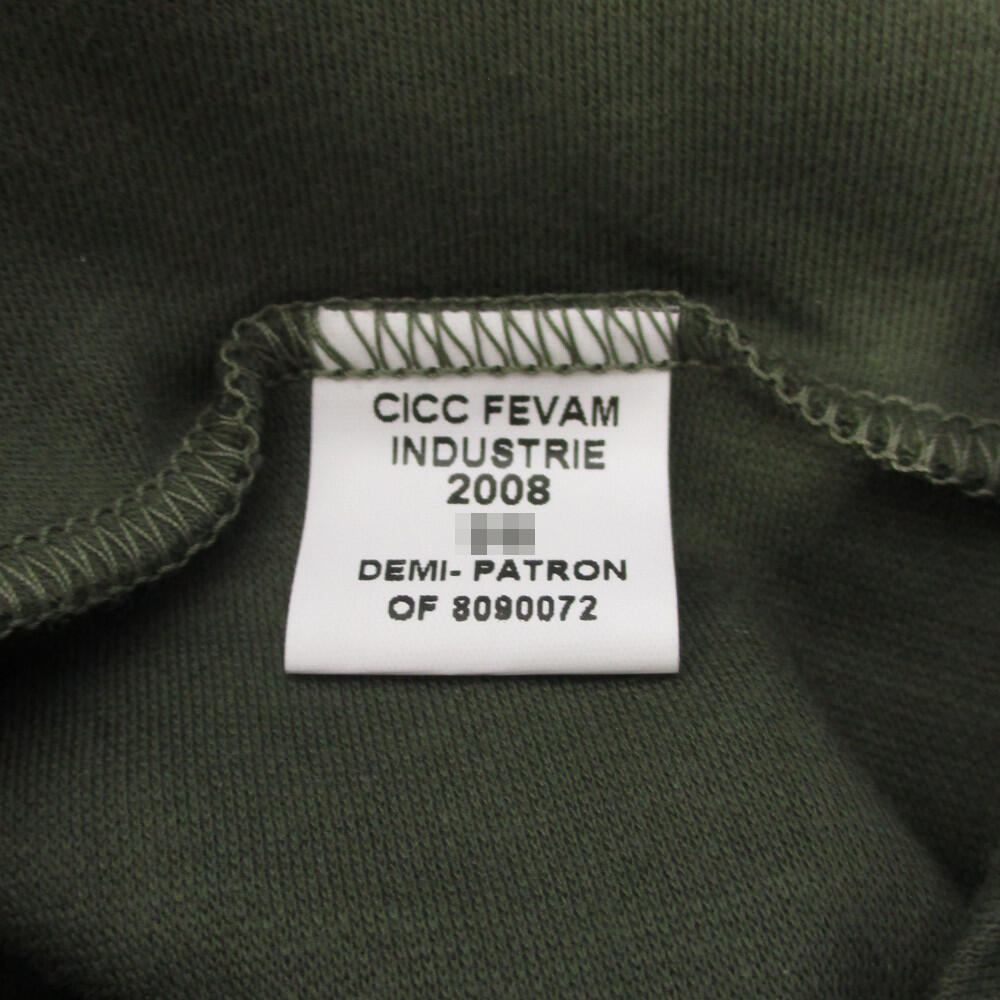 CICC FEVAM
INDUSTRIE
2008
DEMI- PATRON
OF 8090072